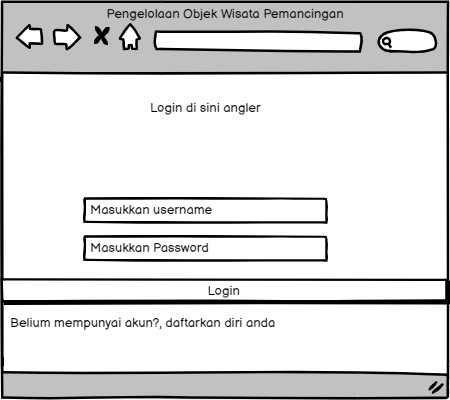 Pengelolaan Objek Wisata Pemancingan
Login di sini angler
Masukkan username
Masukkan Password
Login
Belium mempunyai akun?, daftarkan diri anda